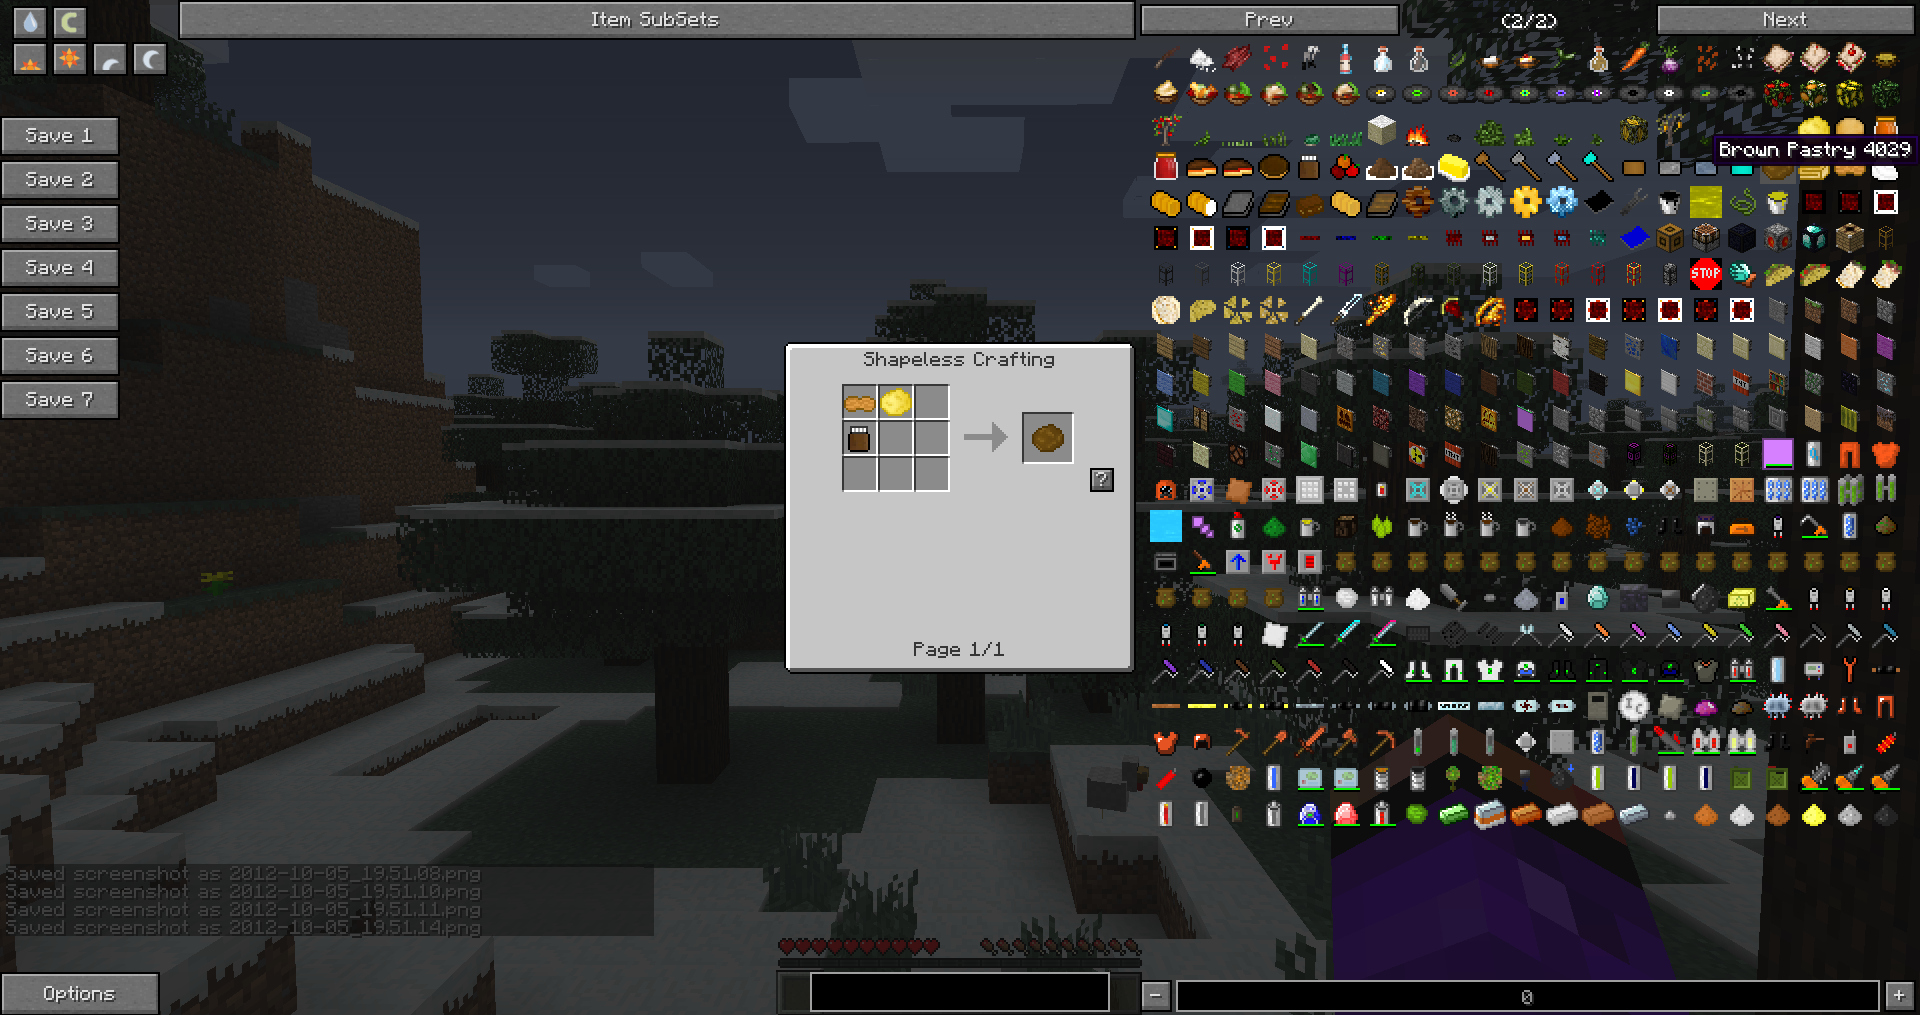 Item SubSets
Prev
(2/2)
Next
Save 1
Save 2
Save 3
Save 4
Save 5
Save 6
Save 7
Brown Pastry 4029
STOP
Shapeless Crafting
?
Page 1/1
Saved screenshot as 2012-10-05_19.51.08.png
Saved screenshot as 2012-10-05_19.51.10.png
Saved screenshot as 2012-10-05_19.51.11.png
Saved screenshot as 2012-10-05_19.51.14.png
Options
-
0
+